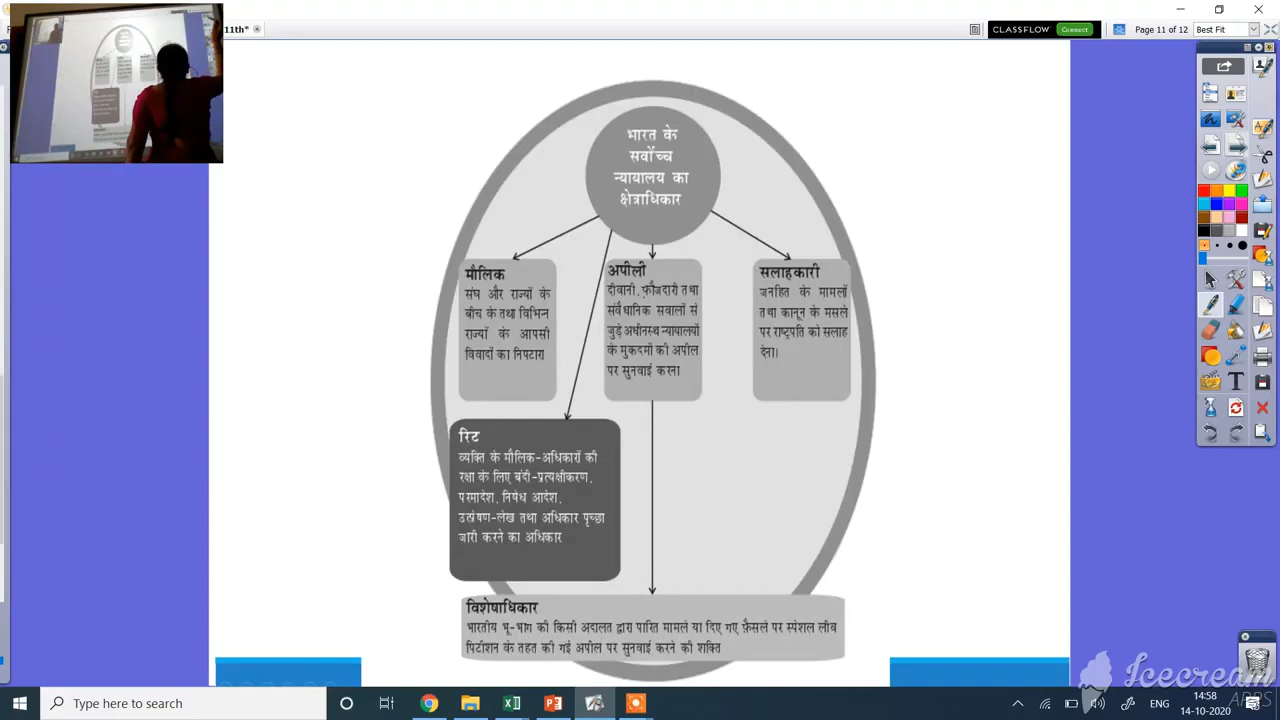 11th*
CLASSFLOW
Connect
Page 11 of 12
Best Fit
भारत के
सर्वोच्च
न्यायालय का
क्षेत्राधिकार
मौलिक
संघ और राज्यों के
बीच के तथा विभिन्न
राज्यों के आपसी
विवादों का निपटारा
अपीली
दीवानी, फ़ौजदारी तथा
संवैधानिक सवालों से
जुड़े अधीनस्थ न्यायालयों
के मुकदमों की अपील
पर सुनवाई करना
सलाहकारी
जनहित के मामलों
तथा कानून के मसले
पर राष्ट्रपति को सलाह
देना।
रिट
व्यक्ति के मौलिक-अधिकारों की
रक्षा के लिए बंदी-प्रत्यक्षीकरण,
परमादेश, निषेध आदेश,
उत्प्रेषण-लेख तथा अधिकार पृच्छा
जारी करने का अधिकार
विशेषाधिकार
भारतीय भू-भाग की किसी अदालत द्वारा पारित मामले या दिए गए फ़ैसले पर स्पेशल लीव
पिटीशन के तहत की गई अपील पर सुनवाई करने की शक्ति
Icecream
APPS
Type here to search
ENG
14:58
14-10-2020